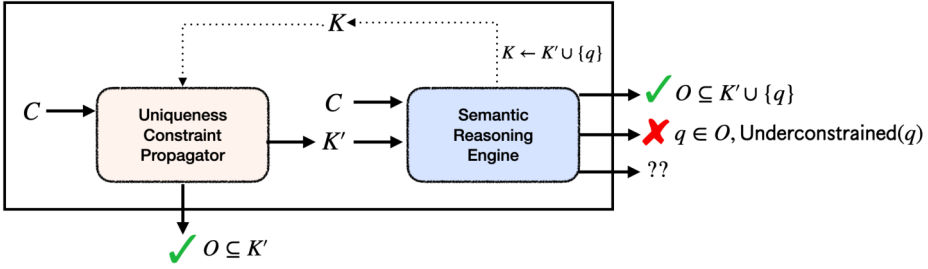 K
K ← K′ ∪ {q}
C
Uniqueness
Constraint
Propagator
C
K′
Semantic
Reasoning
Engine
✓ O ⊆ K′ ∪ {q}
✘ q ∈ O, Underconstrained(q)
??
✓ O ⊆ K′